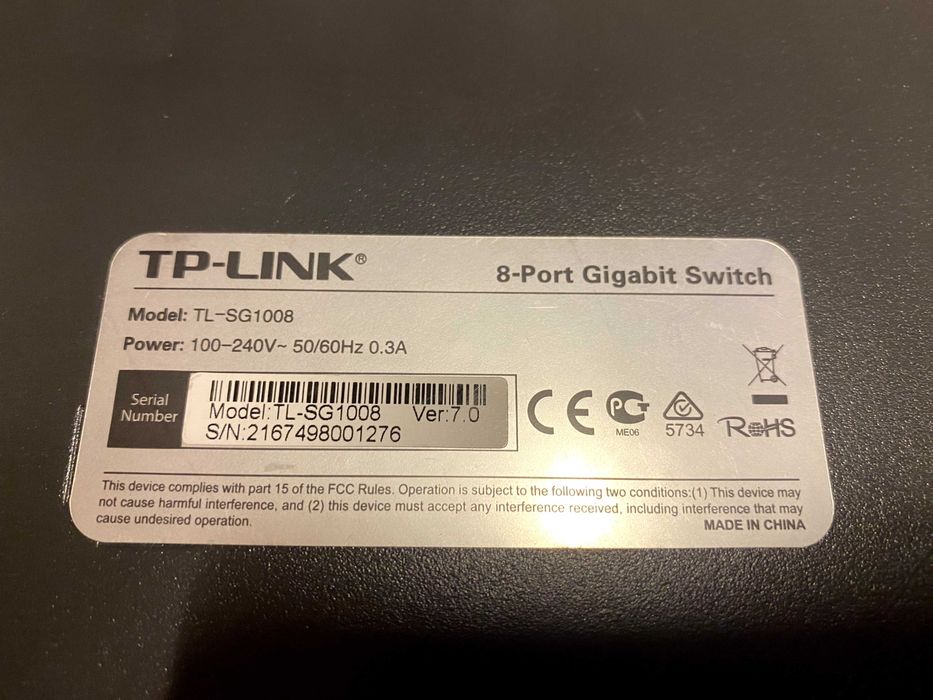 TP-LINK®
8-Port Gigabit Switch
Model: TL-SG1008
Power: 100-240V~ 50/60Hz 0.3A
Serial
Number
Model:TL-SG1008 Ver:7.0
S/N:2167498001276
CE
PCT
ME06
5734
RoHS
This device complies with part 15 of the FCC Rules. Operation is subject to the following two conditions:(1) This device may
not cause harmful interference, and (2) this device must accept any interference received, including interference that may
cause undesired operation.
MADE IN CHINA